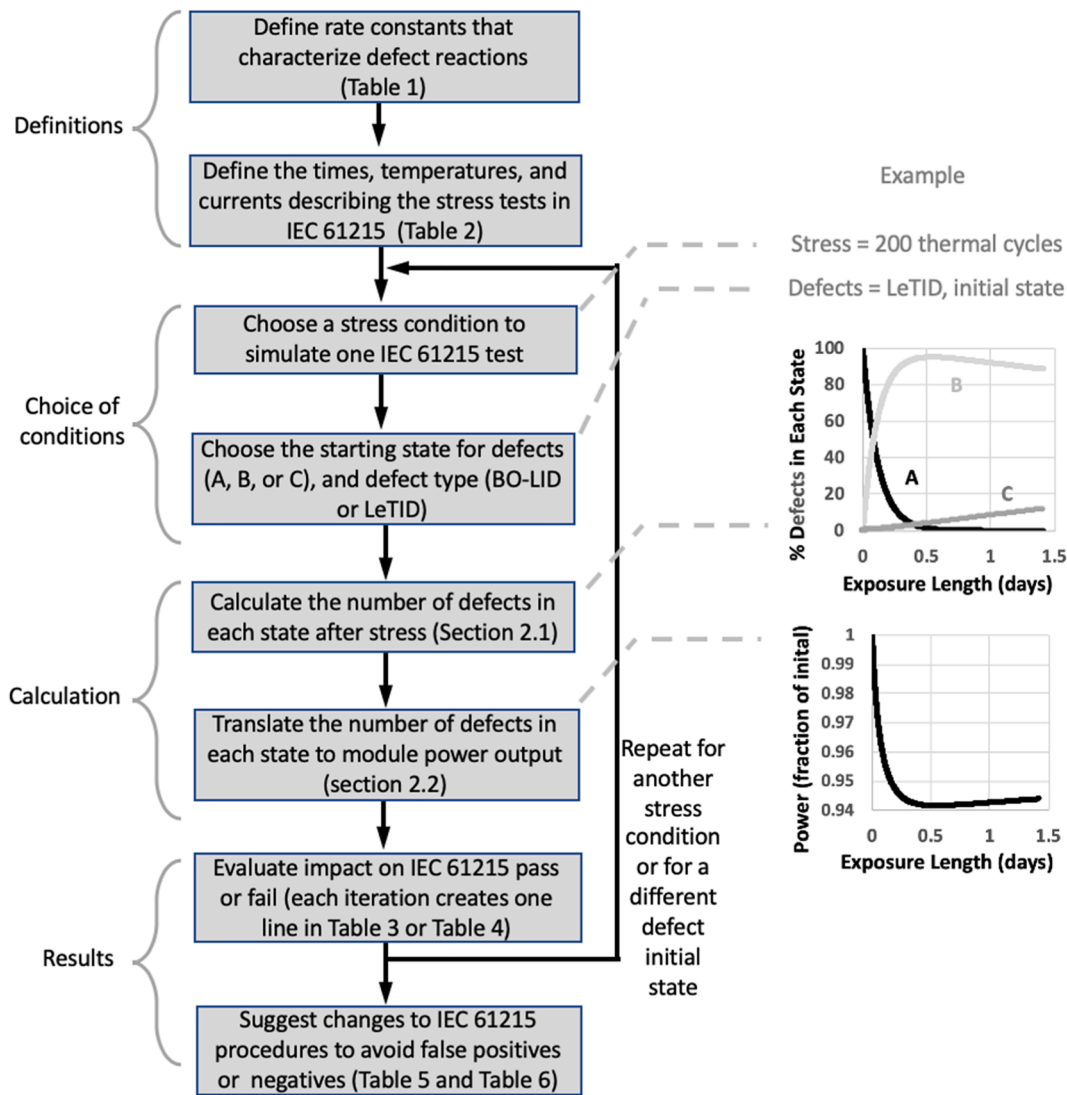 Define rate constants that
characterize defect reactions
(Table 1)
Definitions
Define the times, temperatures, and
currents describing the stress tests in
IEC 61215  (Table 2)
Choose a stress condition to
simulate one IEC 61215 test
Choice of
conditions
Choose the starting state for defects
(A, B, or C), and defect type (BO-LID
or LeTID)
Calculate the number of defects in
each state after stress (Section 2.1)
Calculation
Translate the number of defects in
each state to module power output
(section 2.2)
Repeat for
another
stress
condition
or for a
different
defect
initial
state
Evaluate impact on IEC 61215 pass
or fail (each iteration creates one
line in Table 3 or Table 4)
Results
Suggest changes to IEC 61215
procedures to avoid false positives
or  negatives (Table 5 and Table 6)
Example
Stress = 200 thermal cycles
Defects = LeTID, initial state
% Defects in Each State
100
80
60
40
20
0
B
A
C
0 0.5 1 1.5
Exposure Length (days)
Power (fraction of inital)
1
0.99
0.98
0.97
0.96
0.95
0.94
0 0.5 1 1.5
Exposure Length (days)